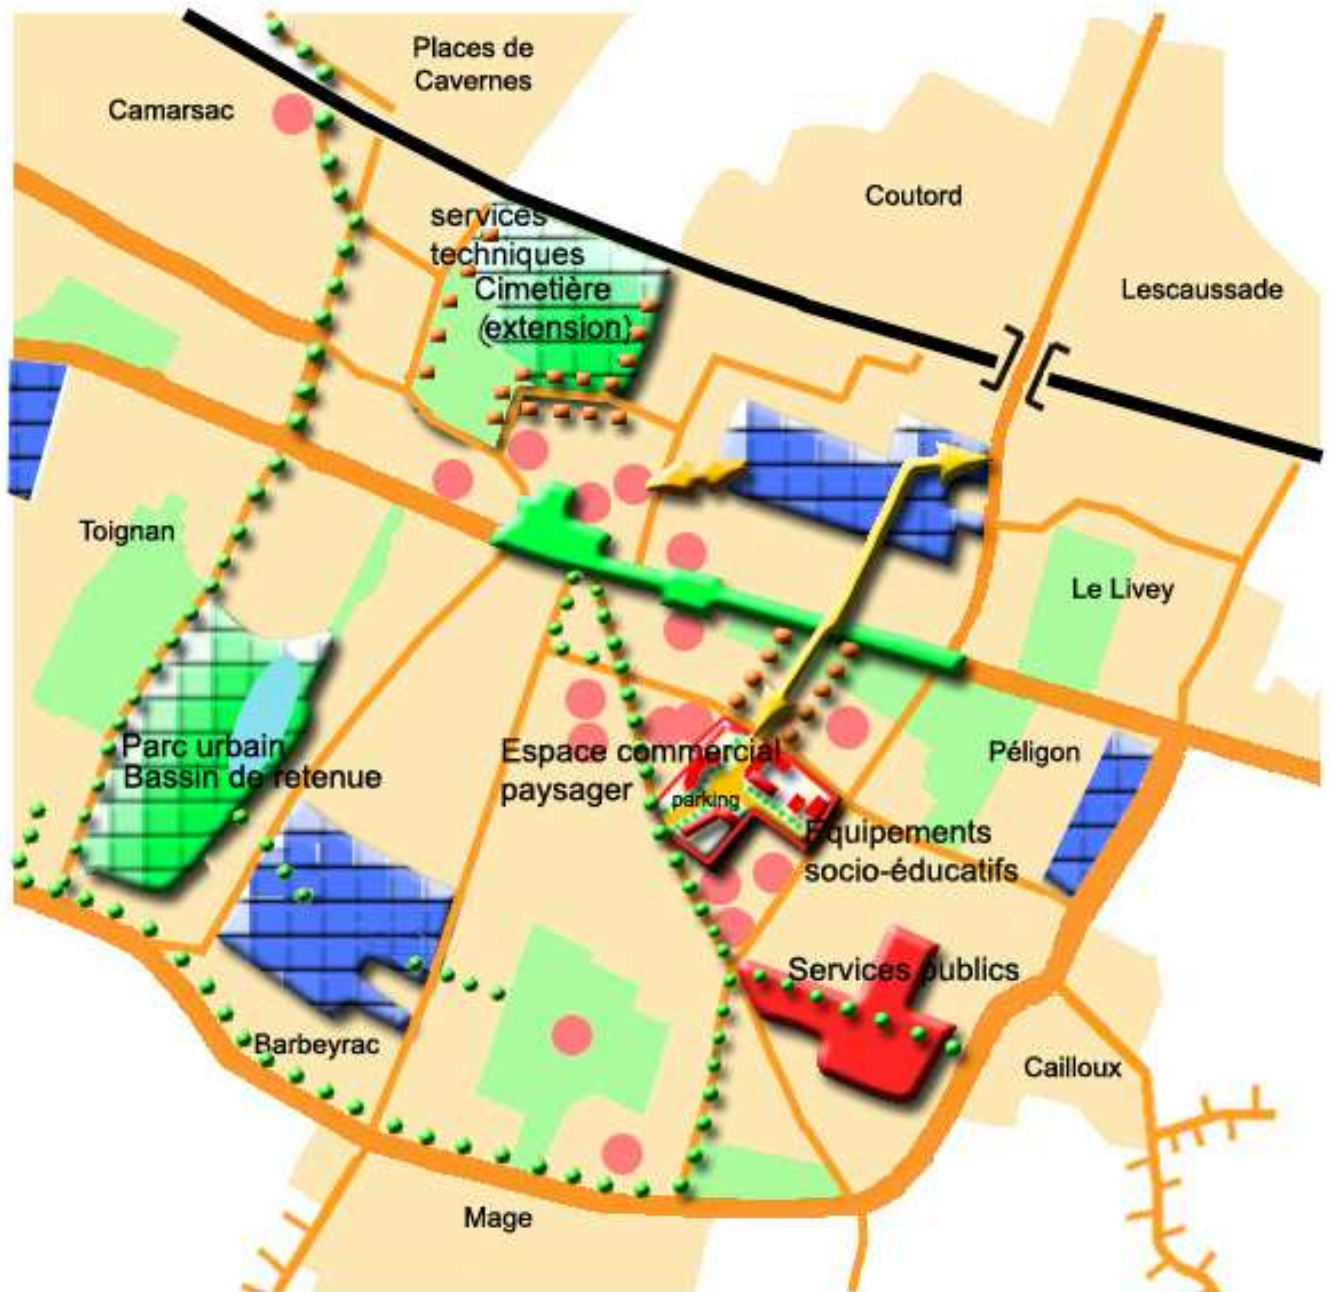 Places de
Cavernes
Camarsac
Coutord
services
techniques
Cimetière
(extension)
Lescaussade
Toignan
Le Livey
Parc urbain
Bassin de retenue
Espace commercial
paysager
parking
Péligon
Equipements
socio-éducatifs
Services publics
Barbeyrac
Cailloux
Mage